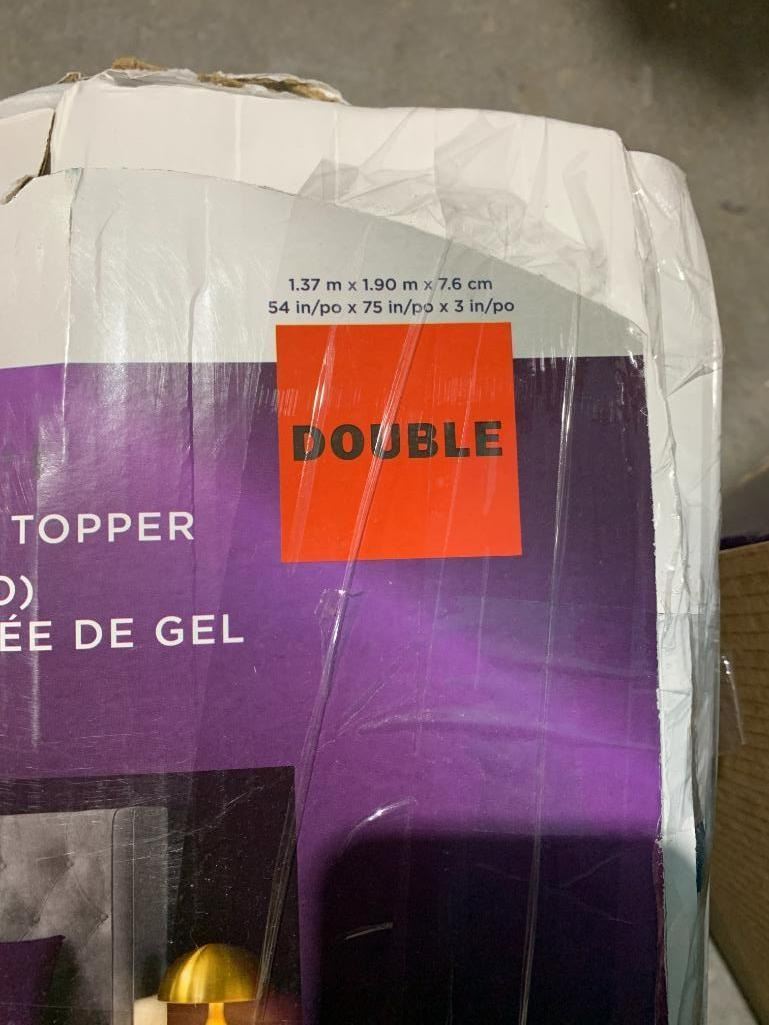 1.37 m x 1.90 m x 7.6 cm
54 in/po x 75 in/po x 3 in/po
DOUBLE
TOPPER
)
ÉE DE GEL